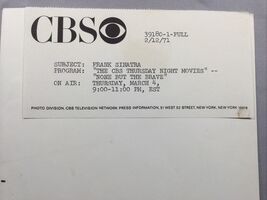 CBS
39180-1-FULL
2/12/71
SUBJECT: FRANK SINATRA
PROGRAM: "THE CBS THURSDAY NIGHT MOVIES" --
"NONE BUT THE BRAVE"
ON AIR: THURSDAY, MARCH 4,
9:00-11:00 PM, EST
PHOTO DIVISION, CBS TELEVISION NETWORK PRESS INFORMATION, 51 WEST 52 STREET, NEW YORK, NEW YORK 10019